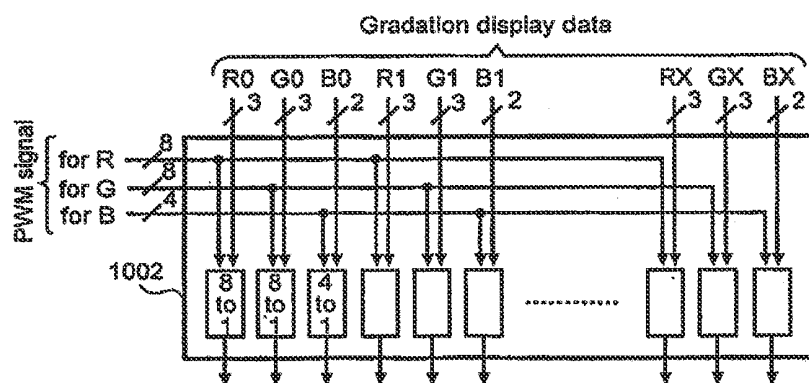 Gradation display data
R0 G0 B0 R1 G1 B1 RX GX BX
3 3 2 3 3 2 3 3 2
PWM signal
for R 8
for G 8
for B 4
1002
8 to 1
8 to 1
4 to 1